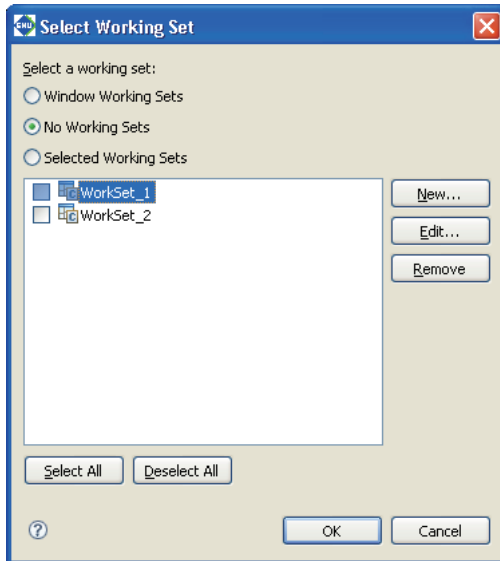 GNU Select Working Set
Select a working set:
Window Working Sets
No Working Sets
Selected Working Sets
WorkSet_1
WorkSet_2
New...
Edit...
Remove
Select All Deselect All
? OK Cancel